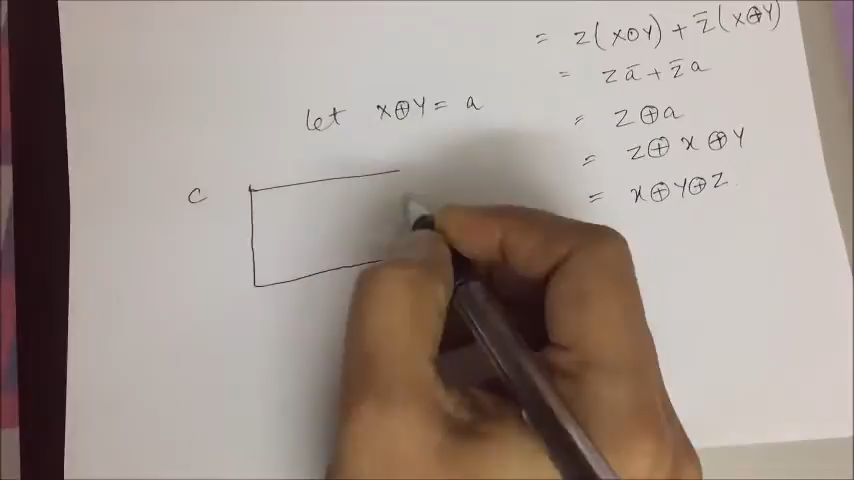 = z(x⊙y) + z̄(x⊕y)
= zā + z̄a
let x⊕y = a
= z⊕a
= z⊕x⊕y
= x⊕y⊕z
C